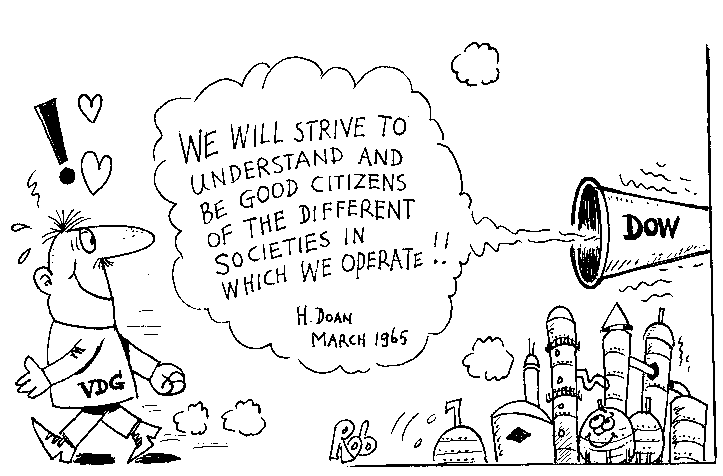 WE WILL STRIVE TO
UNDERSTAND AND
BE GOOD CITIZENS
OF THE DIFFERENT
SOCIETIES IN
WHICH WE OPERATE !!
H. DOAN
MARCH 1965
DOW
VDG
Rob